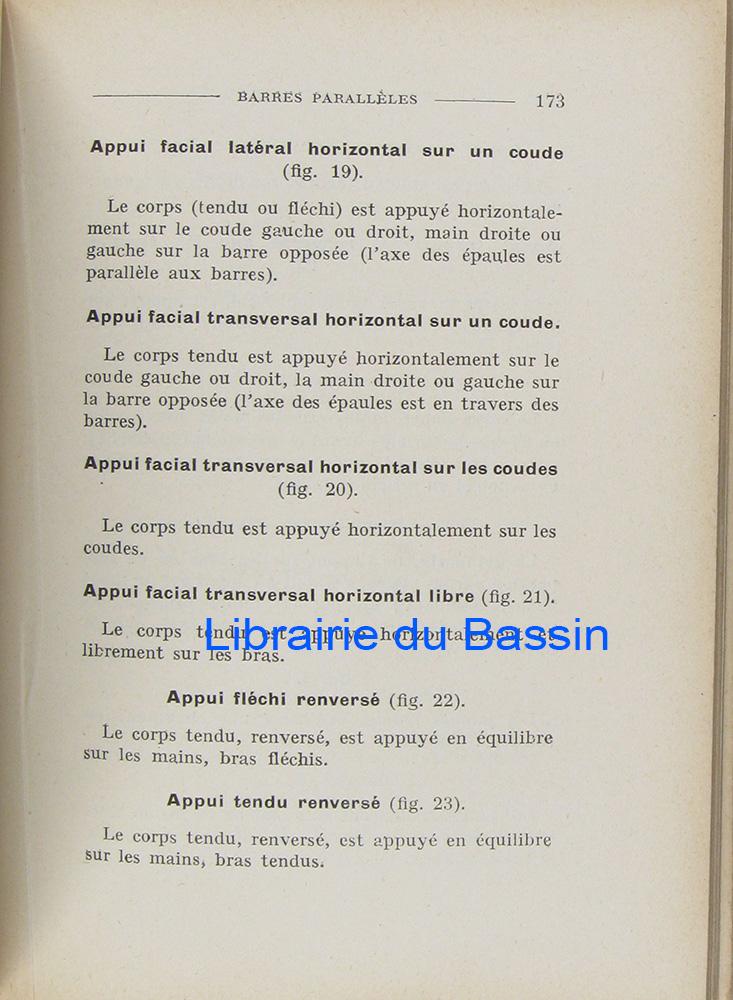 BARRES PARALLÈLES 173
Appui facial latéral horizontal sur un coude
(fig. 19).
Le corps (tendu ou fléchi) est appuyé horizontale-
ment sur le coude gauche ou droit, main droite ou
gauche sur la barre opposée (l'axe des épaules est
parallèle aux barres).
Appui facial transversal horizontal sur un coude.
Le corps tendu est appuyé horizontalement sur le
coude gauche ou droit, la main droite ou gauche sur
la barre opposée (l'axe des épaules est en travers des
barres).
Appui facial transversal horizontal sur les coudes
(fig. 20).
Le corps tendu est appuyé horizontalement sur les
coudes.
Appui facial transversal horizontal libre (fig. 21).
Le corps tendu est appuyé horizontalement et
librement sur les bras.
Librairie du Bassin
Appui fléchi renversé (fig. 22).
Le corps tendu, renversé, est appuyé en équilibre
sur les mains, bras fléchis.
Appui tendu renversé (fig. 23).
Le corps tendu, renversé, est appuyé en équilibre
sur les mains, bras tendus.